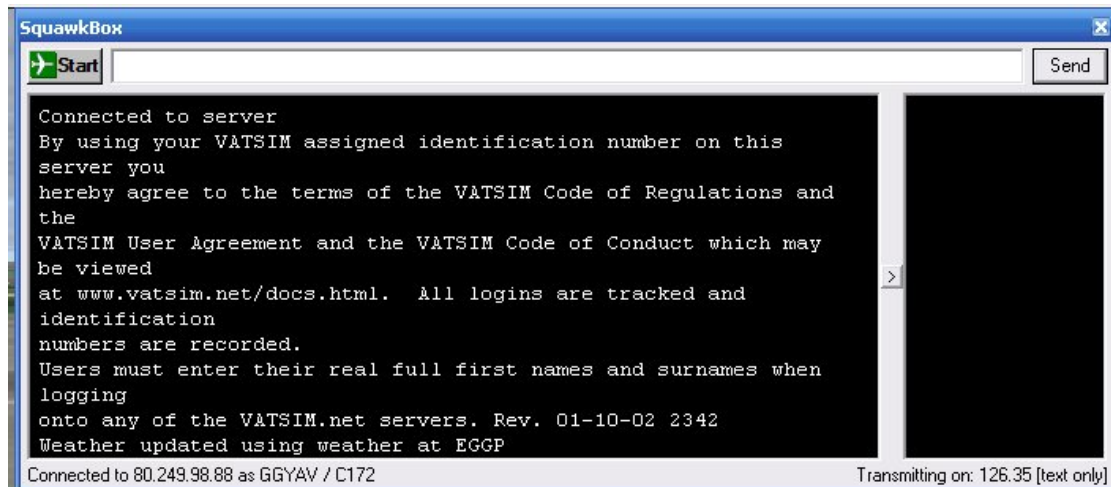 SquawkBox
Start
Send
Connected to server
By using your VATSIM assigned identification number on this
server you
hereby agree to the terms of the VATSIM Code of Regulations and
the
VATSIM User Agreement and the VATSIM Code of Conduct which may
be viewed
at www.vatsim.net/docs.html.  All logins are tracked and
identification
numbers are recorded.
Users must enter their real full first names and surnames when
logging
onto any of the VATSIM.net servers. Rev. 01-10-02 2342
Weather updated using weather at EGGP
>
Connected to 80.249.98.88 as GGYAV / C172
Transmitting on: 126.35 [text only]